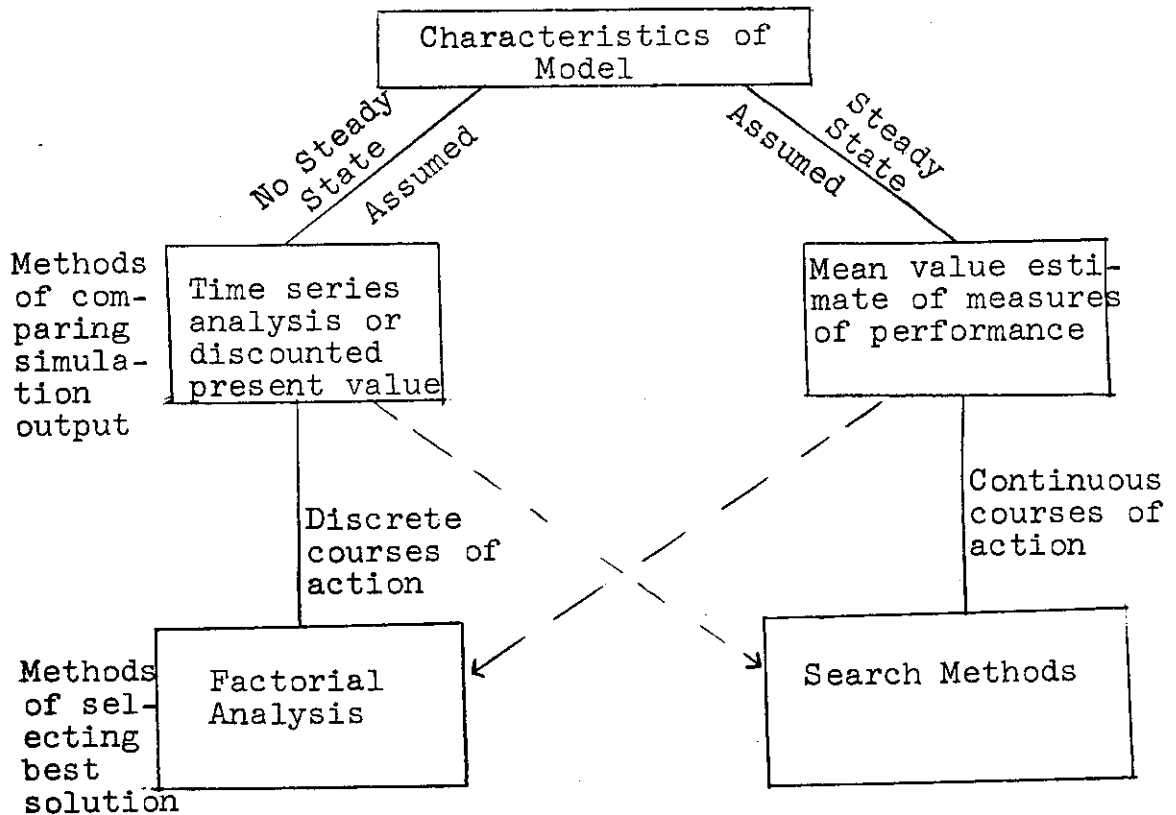 Characteristics of
Model
No Steady
State
Assumed
Steady
State
Assumed
Methods
of com-
paring
simula-
tion
output
Time series
analysis or
discounted
present value
Mean value esti-
mate of measures
of performance
Discrete
courses of
action
Continuous
courses of
action
Methods
of sel-
ecting
best
solution
Factorial
Analysis
Search Methods